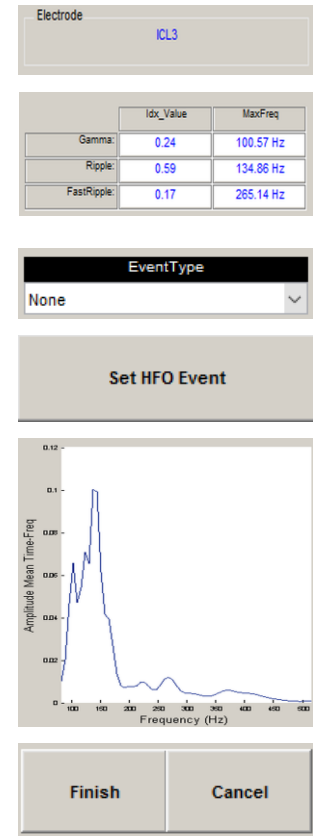 Electrode
ICL3
Idx_Value MaxFreq
Gamma: 0.24 100.57 Hz
Ripple: 0.59 134.86 Hz
FastRipple: 0.17 265.14 Hz
EventType
None
Set HFO Event
Amplitude Mean Time-Freq
0.12
0.1
0.08
0.06
0.04
0.02
0
100 150 200 250 300 350 400 450 500
Frequency (Hz)
Finish Cancel